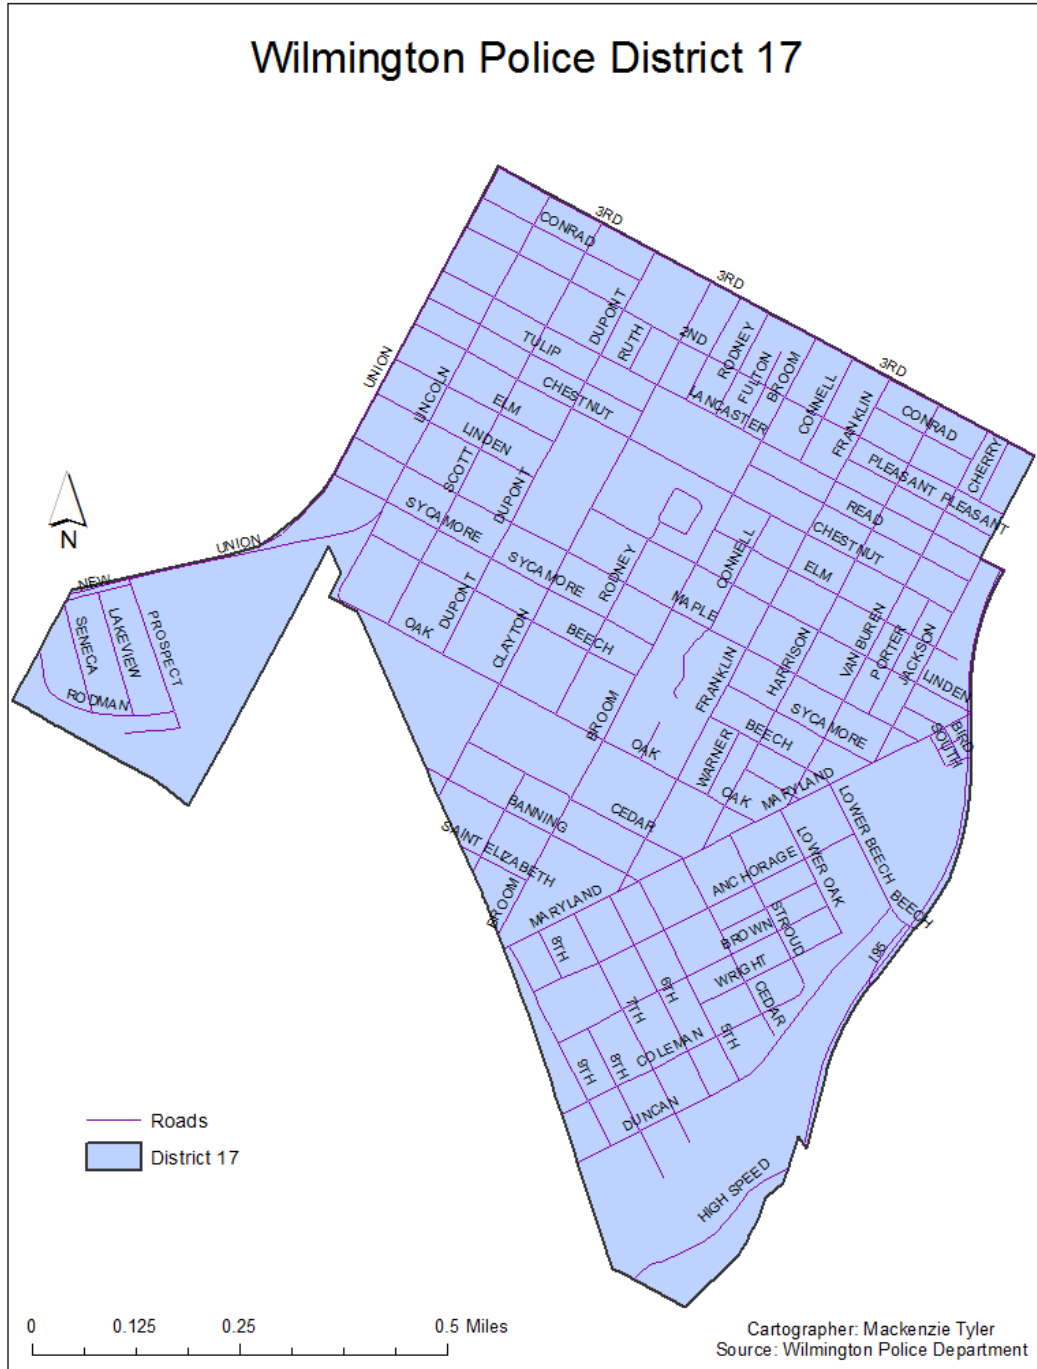 Wilmington Police District 17
3RD
CONRAD
3RD
DUPONT
RUTH
2ND
RODNEY
FULTON
BROOM
3RD
TULIP
UNION
LINCOLN
CHESTNUT
LANCASTER
CONNELL
FRANKLIN
CONRAD
ELM
LINDEN
SCOTT
CHERRY
PLEASANT
PLEASANT
READ
DUPONT
SYCAMORE
CHESTNUT
N
UNION
CONNELL
ELM
SYCAMORE
RODNEY
NEW
MAPLE
SENECA
LAKEVIEW
PROSPECT
DUPONT
OAK
CLAYTON
BEECH
VAN BUREN
PORTER
JACKSON
HARRISON
FRANKLIN
LINDEN
RODMAN
BROOM
SYCAMORE
BEECH
BIRD
SOUTH
OAK
WARNER
OAK
MARYLAND
BANNING
CEDAR
LOWER BEECH
SAINT ELIZABETH
LOWER OAK
ANCHORAGE
BROOM
MARYLAND
BEECH
STROUD
BROWN
8TH
WRIGHT
I95
6TH
7TH
CEDAR
5TH
COLEMAN
8TH
9TH
DUNCAN
HIGH SPEED
Roads
District 17
0 0.125 0.25 0.5 Miles
Cartographer: Mackenzie Tyler
Source: Wilmington Police Department